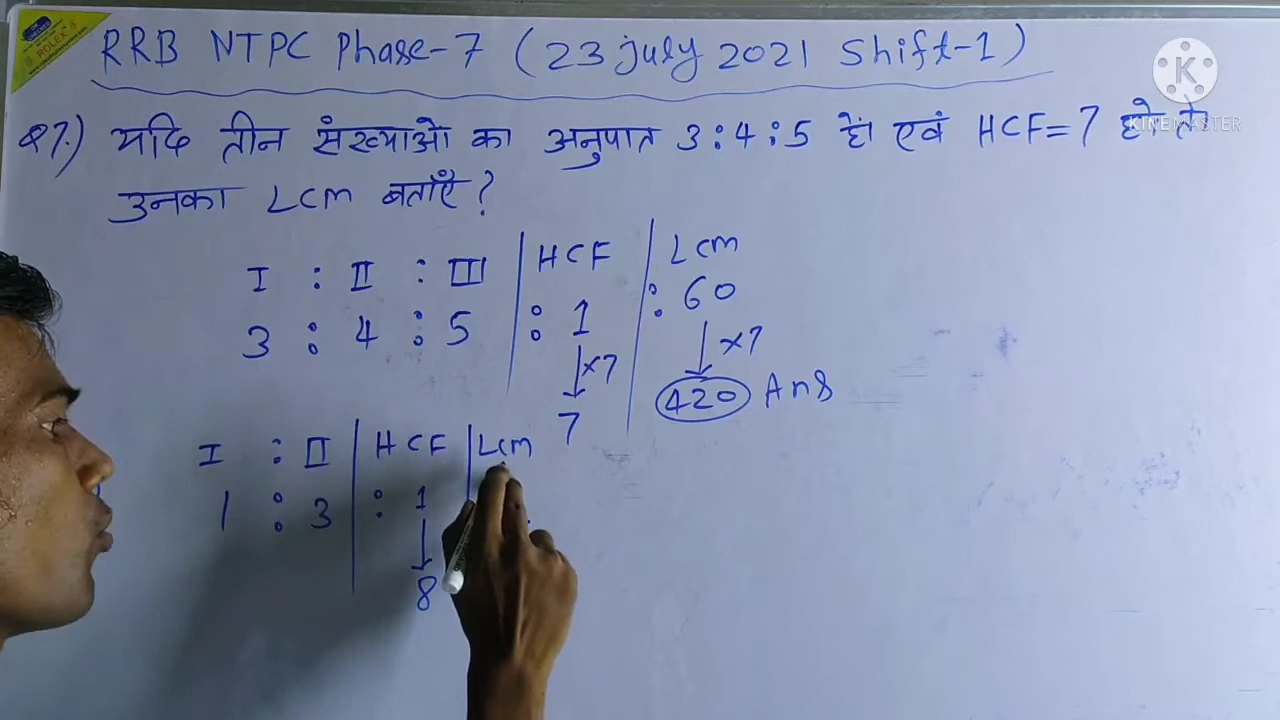 RRB NTPC Phase-7 (23 July 2021 Shift-1)
Q7.) यदि तीन संख्याओ का अनुपात 3:4:5 है। एवं HCF=7 हो, तो
उनका LCM बताएँ?
I : II : III | HCF | LCM
3 : 4 : 5 : 1 : 60
×7 ×7
7 420 Ans
I : II | HCF | LCM
1 : 3 : 1
8
KINEMASTER
ROLEX